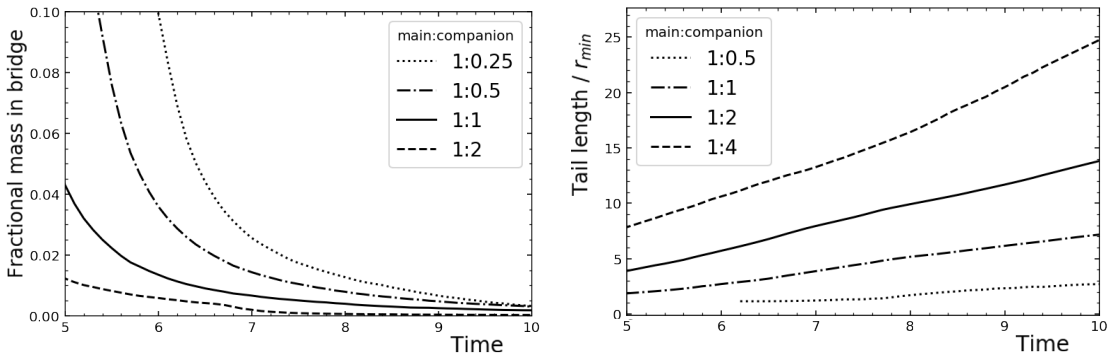 Fractional mass in bridge
0.10
0.08
0.06
0.04
0.02
0.00
main:companion
1:0.25
1:0.5
1:1
1:2
5 6 7 8 9 10
Time
Tail length / r_min
25
20
15
10
5
0
main:companion
1:0.5
1:1
1:2
1:4
5 6 7 8 9 10
Time